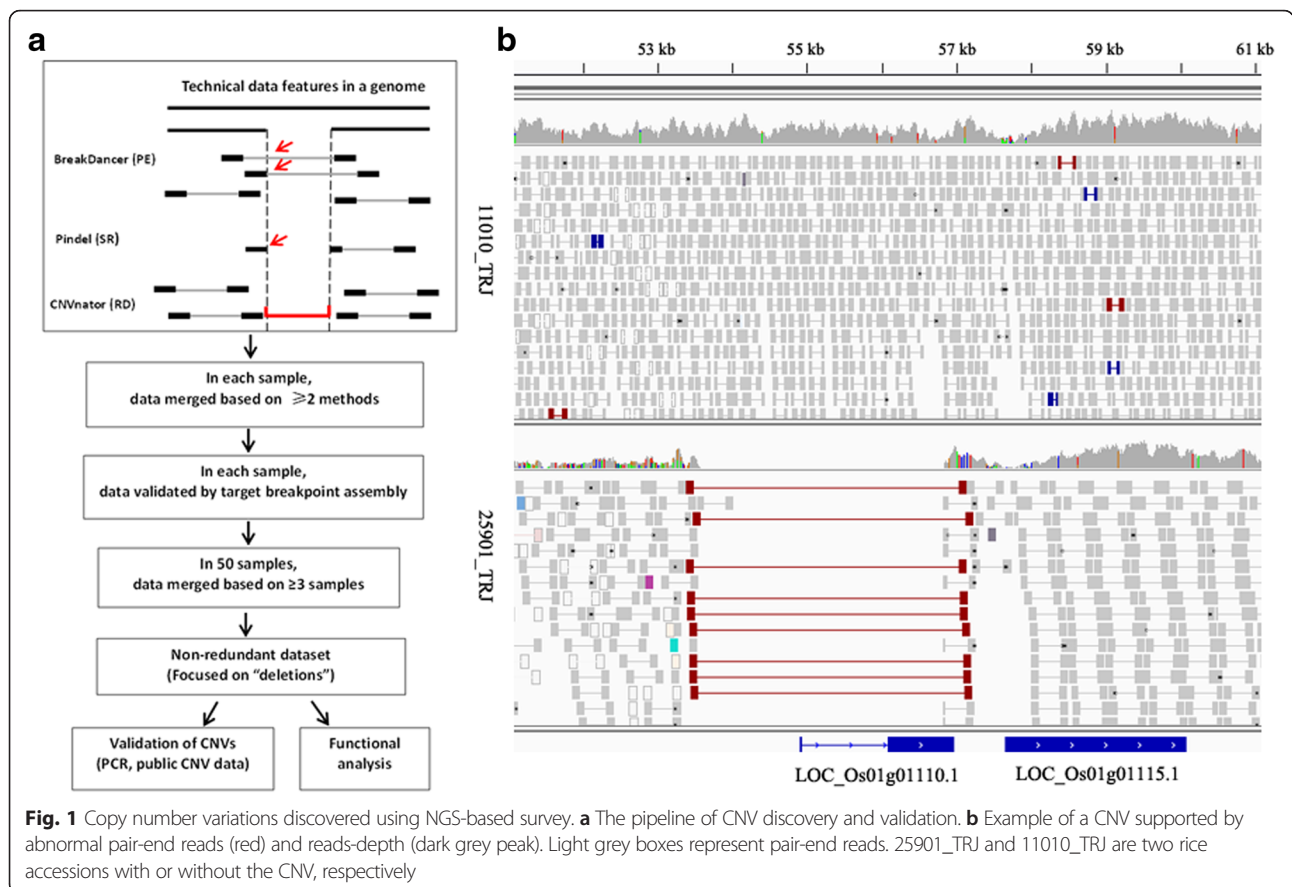 a
Technical data features in a genome
BreakDancer (PE)
Pindel (SR)
CNVnator (RD)
In each sample,
data merged based on ⩾2 methods
In each sample,
data validated by target breakpoint assembly
In 50 samples,
data merged based on ≥3 samples
Non-redundant dataset
(Focused on “deletions”)
Validation of CNVs
(PCR, public CNV data)
Functional
analysis
b
53 kb 55 kb 57 kb 59 kb 61 kb
11010_TRJ
25901_TRJ
LOC_Os01g01110.1 LOC_Os01g01115.1
Fig. 1 Copy number variations discovered using NGS-based survey. a The pipeline of CNV discovery and validation. b Example of a CNV supported by
abnormal pair-end reads (red) and reads-depth (dark grey peak). Light grey boxes represent pair-end reads. 25901_TRJ and 11010_TRJ are two rice
accessions with or without the CNV, respectively